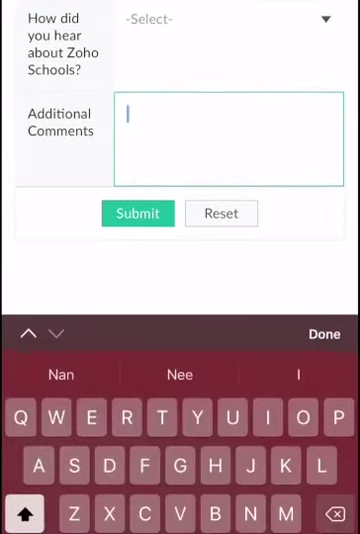 How did
you hear
about Zoho
Schools?
-Select-
Additional
Comments
Submit
Reset
Done
Nan
Nee
I
Q W E R T Y U I O P
A S D F G H J K L
Z X C V B N M